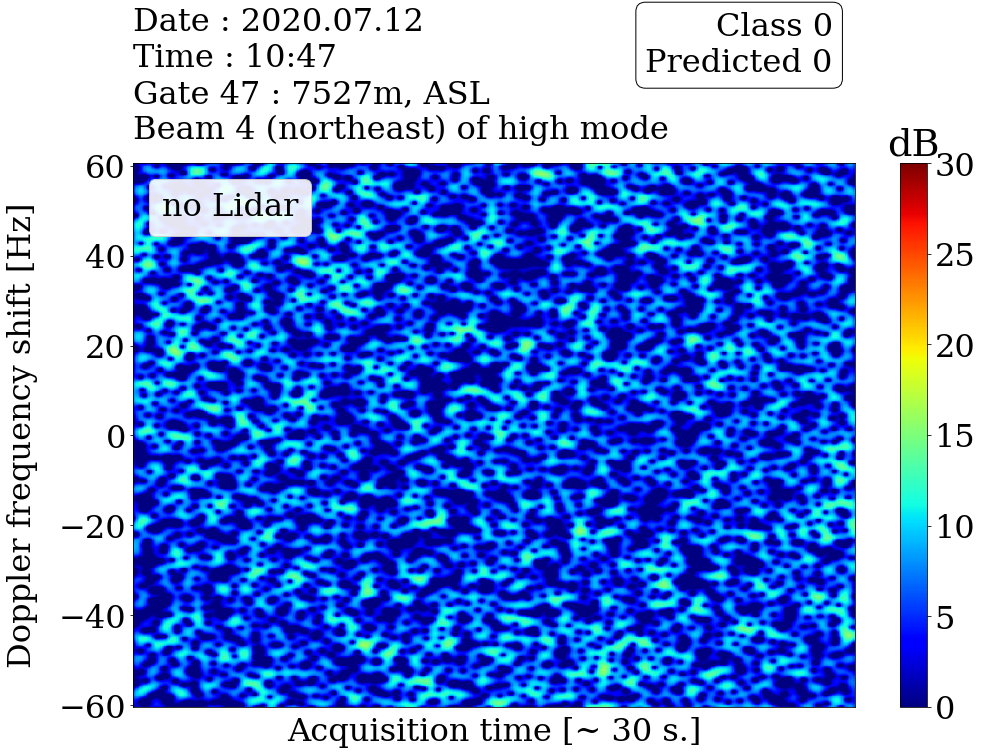 Date : 2020.07.12
Time : 10:47
Gate 47 : 7527m, ASL
Beam 4 (northeast) of high mode
Class 0
Predicted 0
dB
no Lidar
Doppler frequency shift [Hz]
60
40
20
0
−20
−40
−60
30
25
20
15
10
5
0
Acquisition time [~ 30 s.]